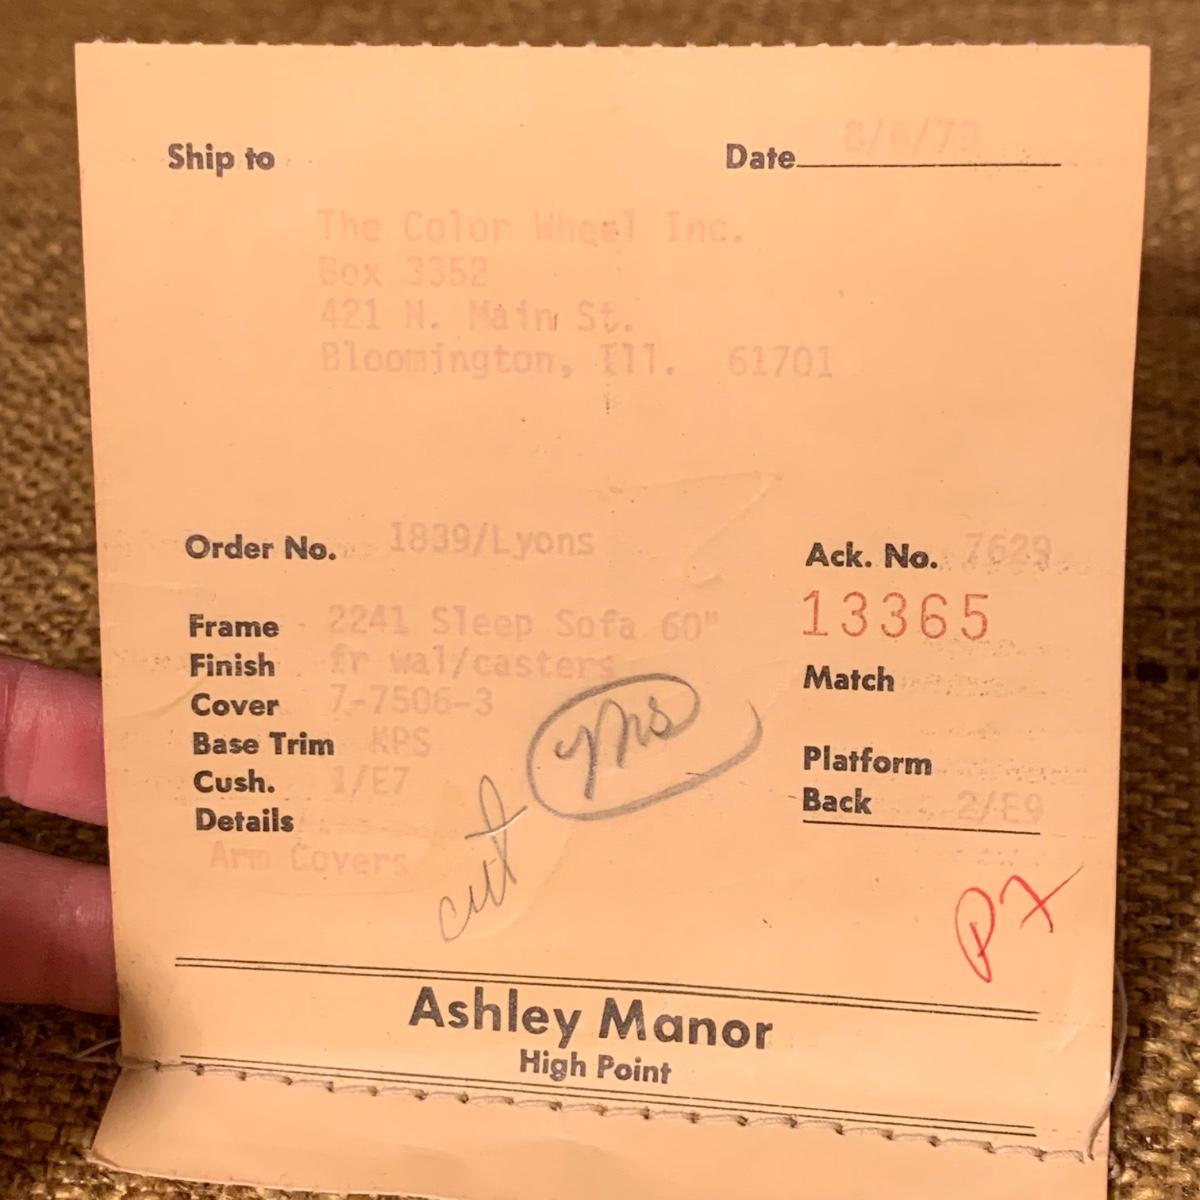 Ship to
Date 8/6/79
The Color Wheel Inc.
Box 3352
421 N. Main St.
Bloomington, Ill. 61701
Order No. I839/Lyons
Ack. No. 7629
13365
Frame 2241 Sleep Sofa 60"
Finish fr wal/casters
Match
Cover 7-7506-3
Base Trim KPS
Platform
Cush. 1/E7
Back 2/E9
Details
Arm Covers
cut
P7
Ashley Manor
High Point